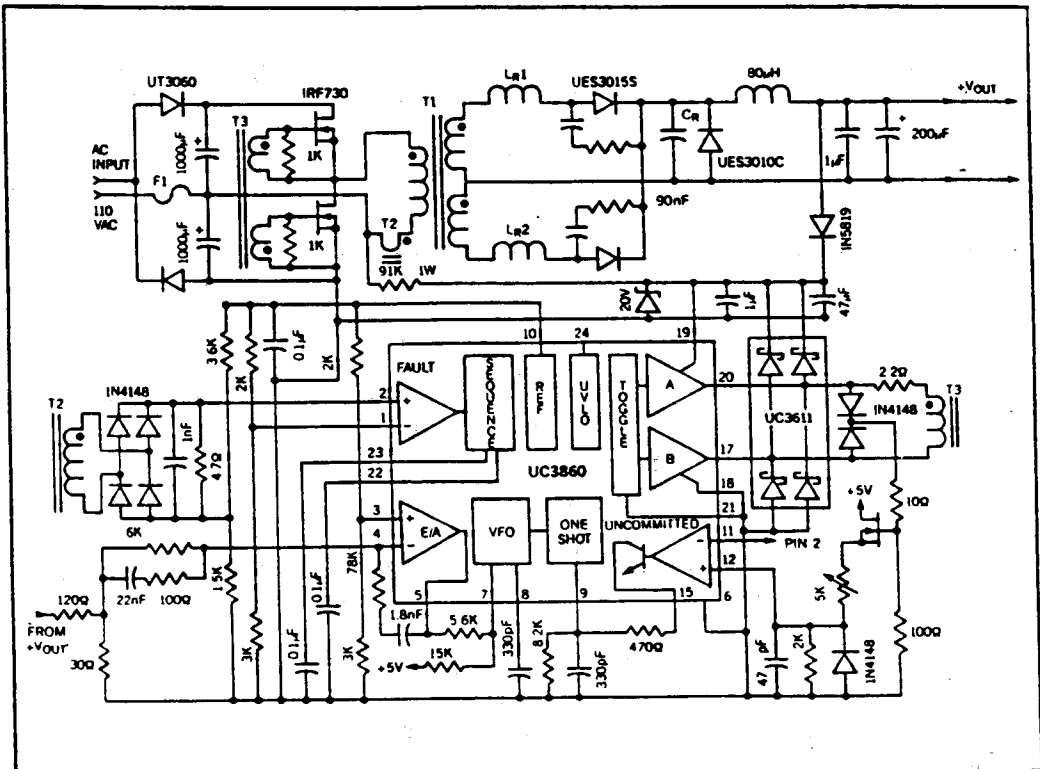 UT3060
IRF730
T3
1K
1K
AC
INPUT
F1
110
VAC
1000µF
+
1000µF
+
T1
LR1
UES3015S
80µH
+VOUT
CR
UES3010C
1µF
+
200µF
90nF
LR2
T2
91K
1W
1N5819
20V
1µF
47µF
3.6K
2K
0.1µF
2K
10
24
19
FAULT
SEQUENCE
REF
UVLO
TOGGLE
A
B
20
17
18
21
UC3611
2.2Ω
1N4148
T3
T2
1N4148
1nF
47Ω
2
+
1
−
23
22
UC3860
+5V
10Ω
3
+
4
−
E/A
VFO
ONE
SHOT
UNCOMMITTED
−
11
PIN 2
+
12
5K
6K
22nF
100Ω
1.5K
78K
0.1µF
0.1µF
5
7
8
9
15
6
1.8nF
5.6K
120Ω
FROM
+VOUT
30Ω
3K
3K
+5V
15K
330pF
8.2K
330pF
470Ω
47
pF
2K
1N4148
100Ω